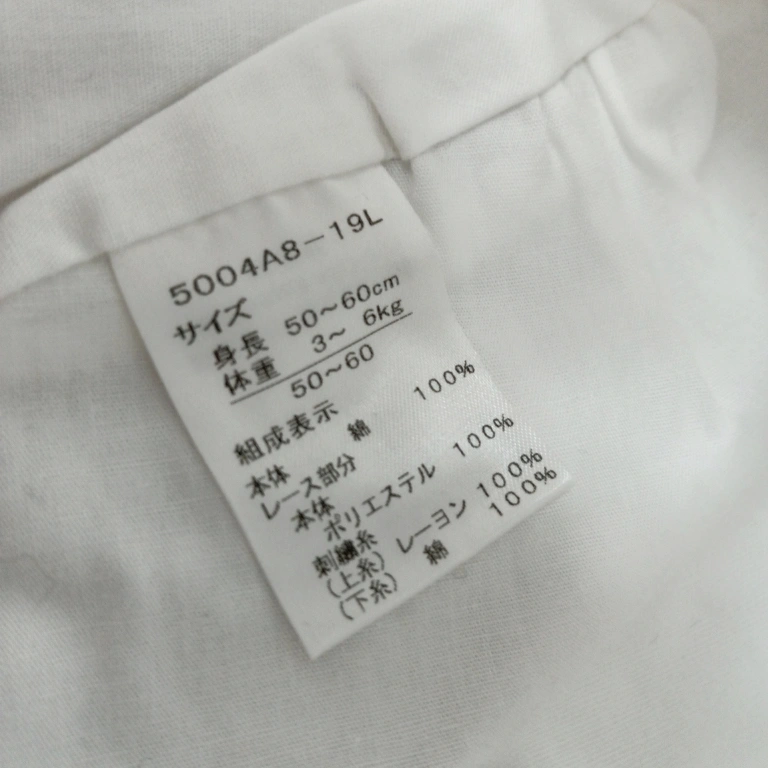 5004A8-19L
サイズ
身長 50～60cm
体重 3～ 6kg
50～60
組成表示
本体 綿 100%
レース部分
本体
ポリエステル 100%
刺繍糸
(上糸) レーヨン 100%
(下糸) 綿 100%